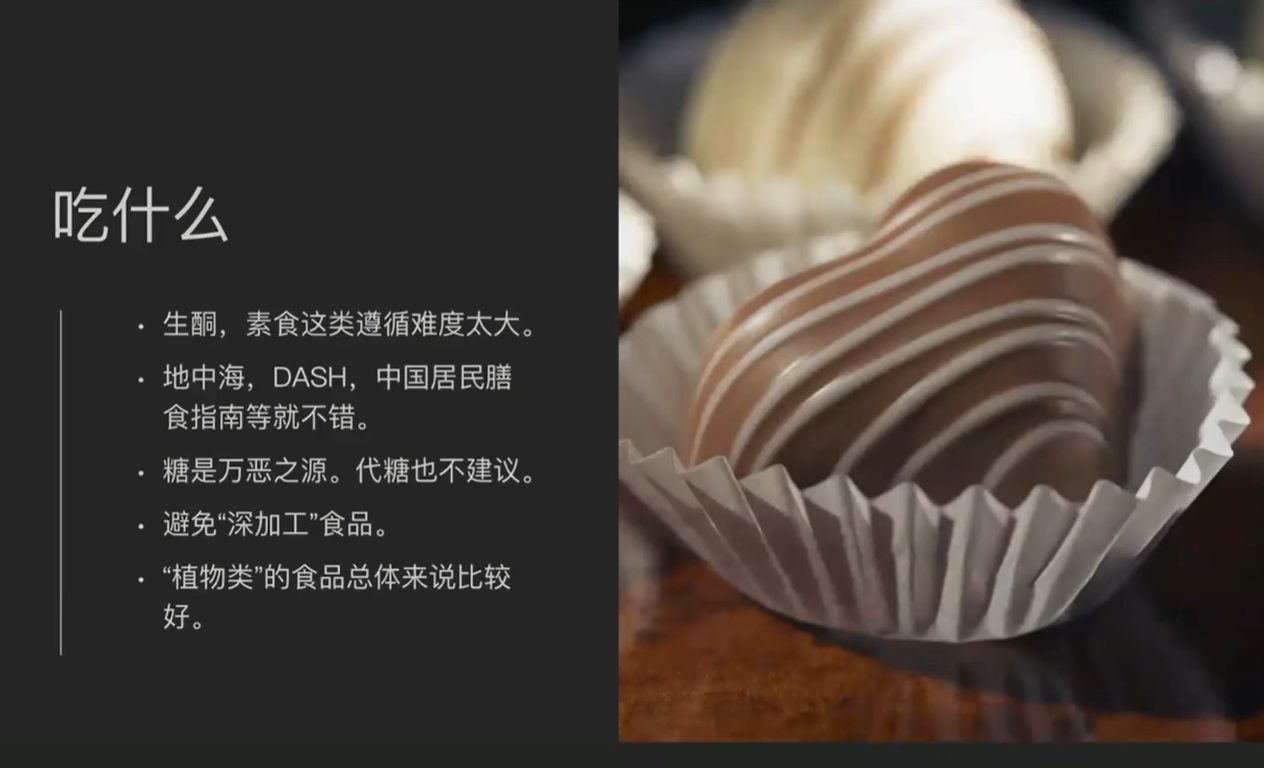 吃什么
• 生酮，素食这类遵循难度太大。
• 地中海，DASH，中国居民膳
食指南等就不错。
• 糖是万恶之源。代糖也不建议。
• 避免“深加工”食品。
• “植物类”的食品总体来说比较
好。